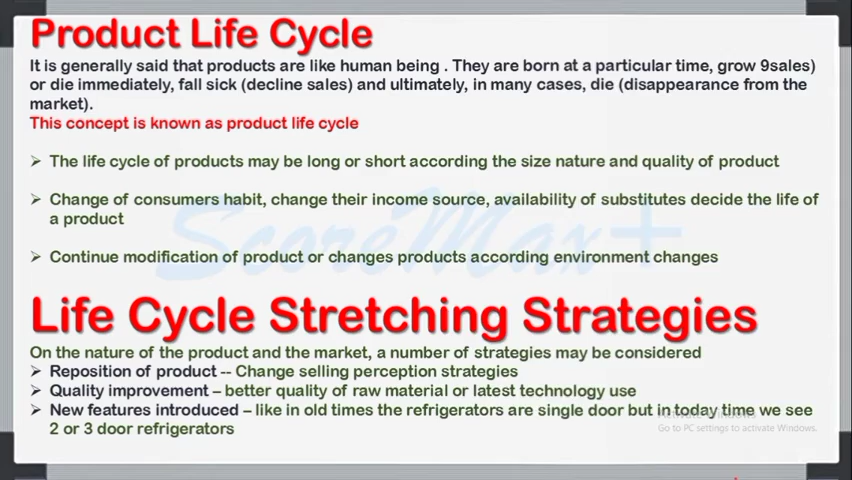 Product Life Cycle
It is generally said that products are like human being . They are born at a particular time, grow 9sales)
or die immediately, fall sick (decline sales) and ultimately, in many cases, die (disappearance from the
market).
This concept is known as product life cycle
➢ The life cycle of products may be long or short according the size nature and quality of product
➢ Change of consumers habit, change their income source, availability of substitutes decide the life of
a product
➢ Continue modification of product or changes products according environment changes
ScoreMax+
Life Cycle Stretching Strategies
On the nature of the product and the market, a number of strategies may be considered
➢ Reposition of product -- Change selling perception strategies
➢ Quality improvement – better quality of raw material or latest technology use
➢ New features introduced – like in old times the refrigerators are single door but in today time we see
2 or 3 door refrigerators
Activate Windows
Go to PC settings to activate Windows.